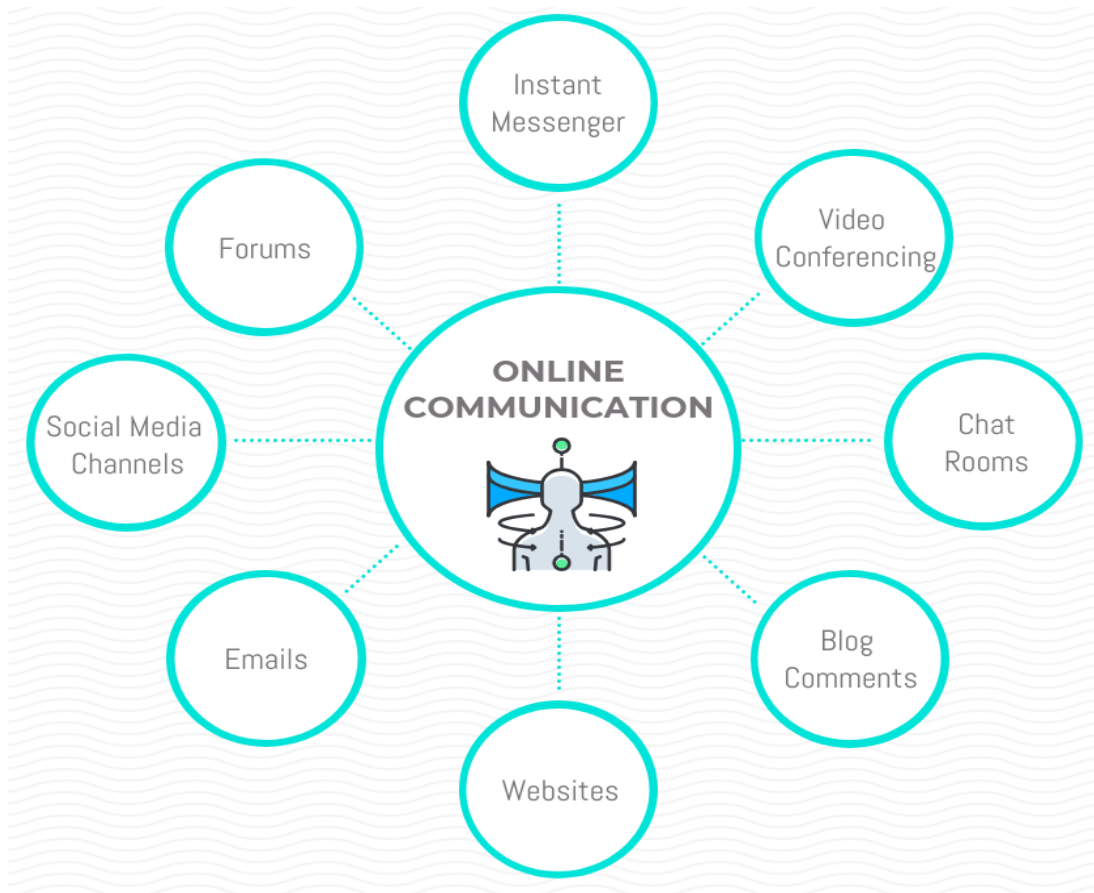 Instant
Messenger
Video
Conferencing
Forums
ONLINE
COMMUNICATION
Social Media
Channels
Chat
Rooms
Emails
Blog
Comments
Websites